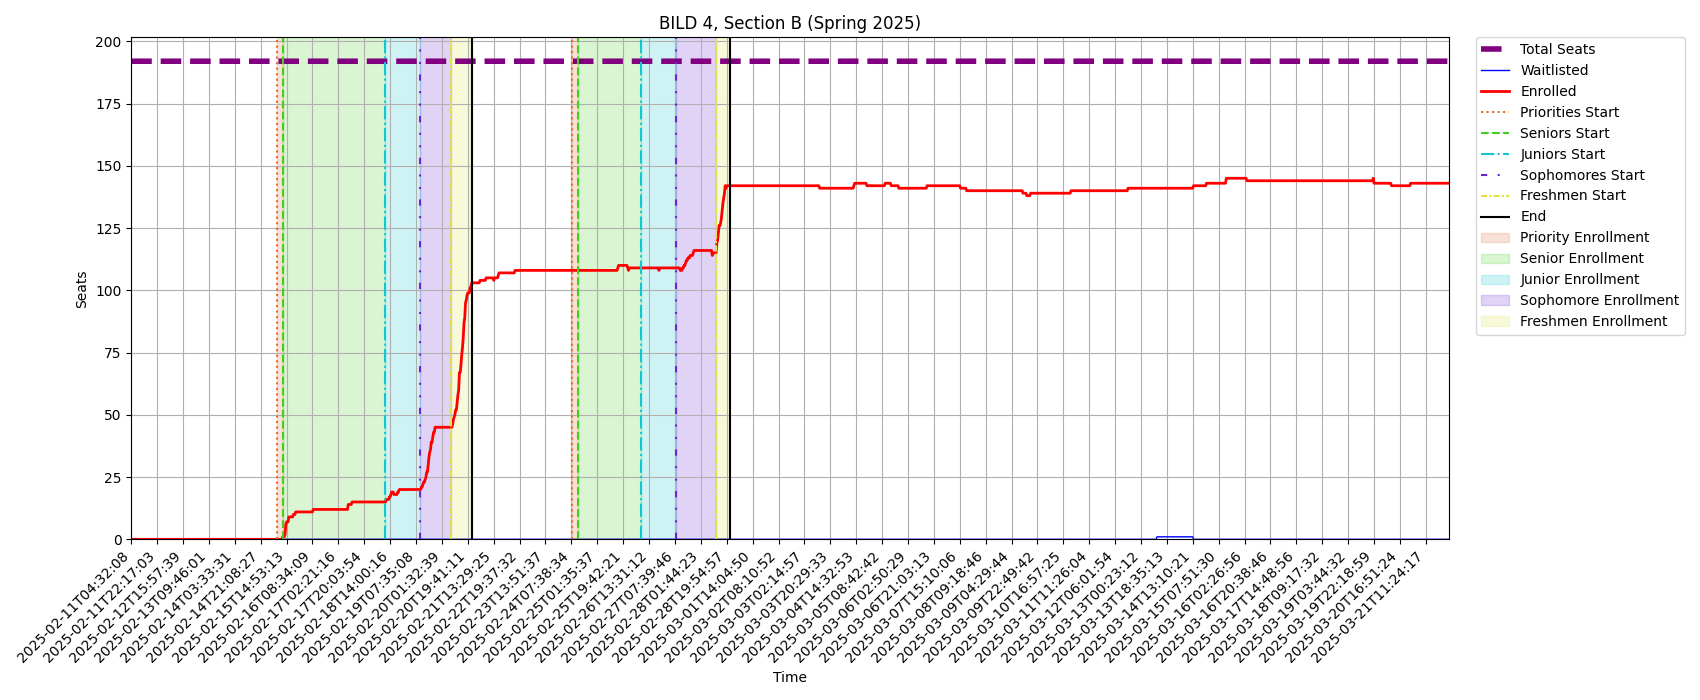 BILD 4, Section B (Spring 2025)
Seats
200
175
150
125
100
75
50
25
0
2025-02-11T04:32:08
2025-02-11T22:17:03
2025-02-12T15:57:39
2025-02-13T09:46:01
2025-02-14T03:33:31
2025-02-14T21:08:27
2025-02-15T14:53:13
2025-02-16T08:34:09
2025-02-17T02:21:16
2025-02-17T20:03:54
2025-02-18T14:00:16
2025-02-19T07:35:08
2025-02-20T01:32:39
2025-02-20T19:41:11
2025-02-21T13:29:25
2025-02-22T19:37:32
2025-02-23T13:51:37
2025-02-24T07:38:34
2025-02-25T01:35:37
2025-02-25T19:42:21
2025-02-26T13:31:12
2025-02-27T07:39:46
2025-02-28T01:44:23
2025-02-28T19:54:57
2025-03-01T14:04:50
2025-03-02T08:10:52
2025-03-03T02:14:57
2025-03-03T20:29:33
2025-03-04T14:32:53
2025-03-05T08:42:42
2025-03-06T02:50:29
2025-03-06T21:03:13
2025-03-07T15:10:06
2025-03-08T09:18:46
2025-03-09T04:29:44
2025-03-09T22:49:42
2025-03-10T16:57:25
2025-03-11T11:26:04
2025-03-12T06:01:54
2025-03-13T00:23:12
2025-03-13T18:35:13
2025-03-14T13:10:21
2025-03-15T07:51:30
2025-03-16T02:26:56
2025-03-16T20:38:46
2025-03-17T14:48:56
2025-03-18T09:17:32
2025-03-19T03:44:32
2025-03-19T22:18:59
2025-03-20T16:51:24
2025-03-21T11:24:17
Time
Total Seats
Waitlisted
Enrolled
Priorities Start
Seniors Start
Juniors Start
Sophomores Start
Freshmen Start
End
Priority Enrollment
Senior Enrollment
Junior Enrollment
Sophomore Enrollment
Freshmen Enrollment